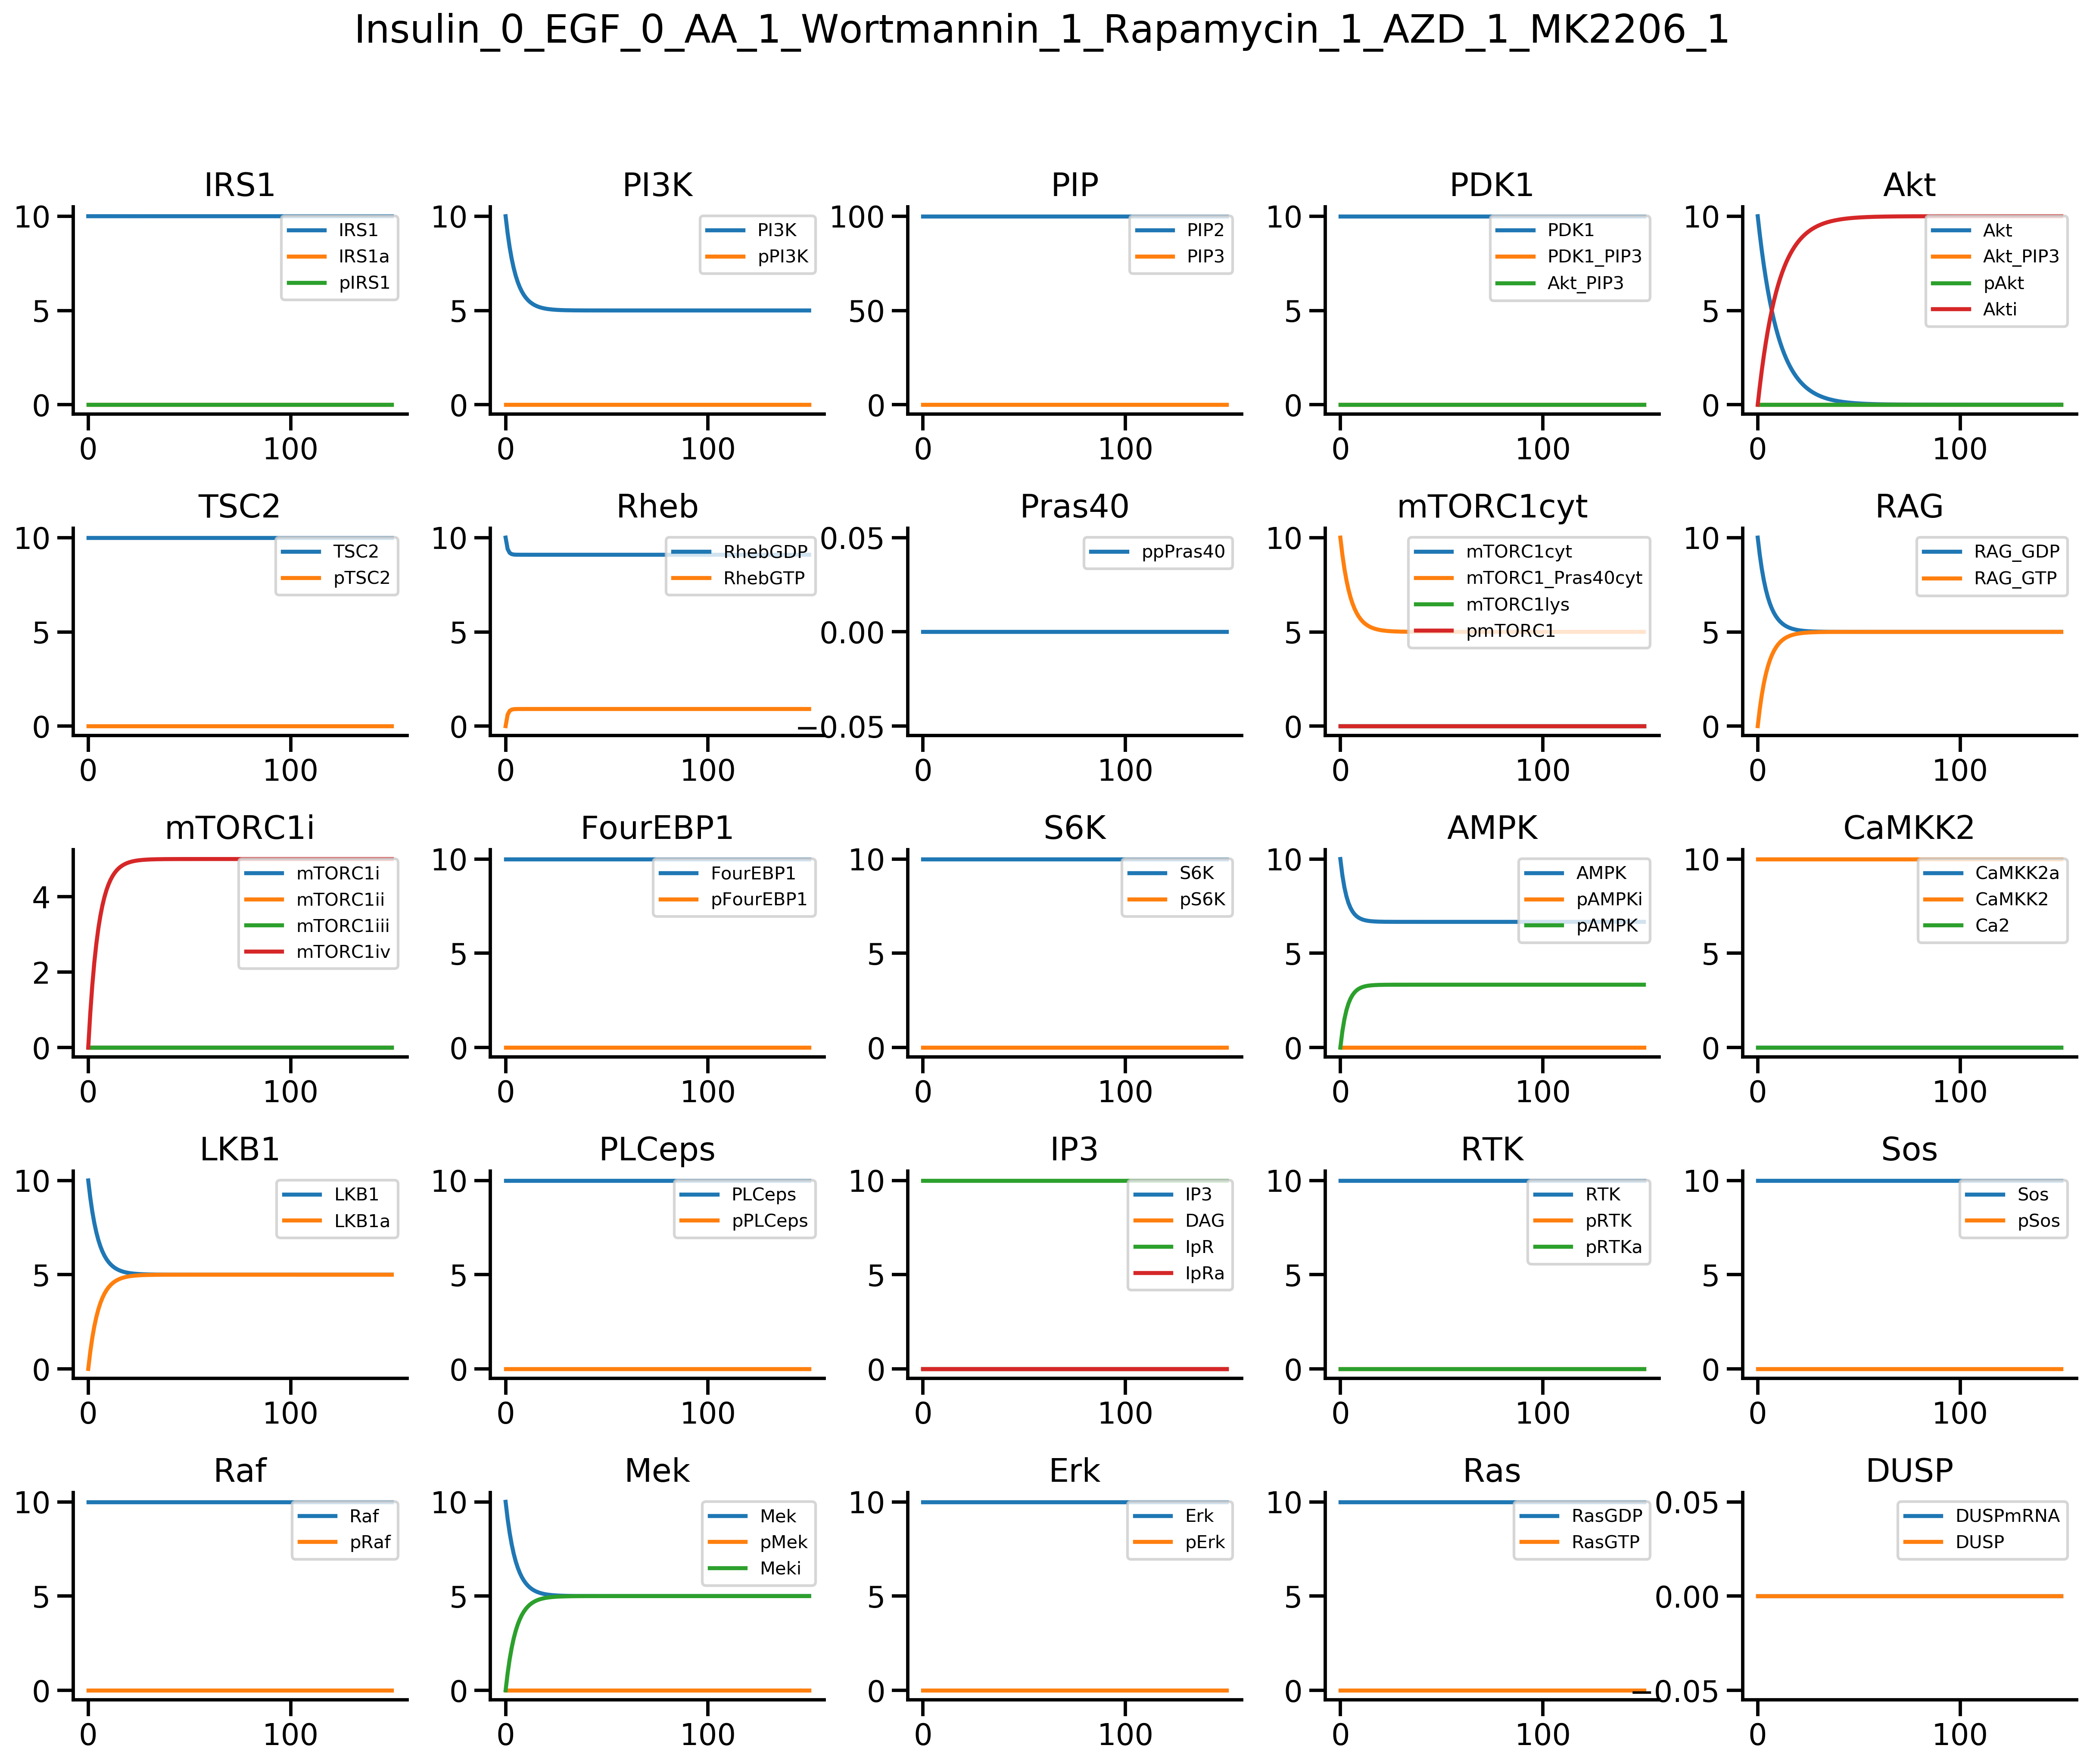 Insulin_0_EGF_0_AA_1_Wortmannin_1_Rapamycin_1_AZD_1_MK2206_1
IRS1
10
5
0
0
100
IRS1
IRS1a
pIRS1
PI3K
10
5
0
0
100
PI3K
pPI3K
PIP
100
50
0
0
100
PIP2
PIP3
PDK1
10
5
0
0
100
PDK1
PDK1_PIP3
Akt_PIP3
Akt
10
5
0
0
100
Akt
Akt_PIP3
pAkt
Akti
TSC2
10
5
0
0
100
TSC2
pTSC2
Rheb
10
5
0
0
100
RhebGDP
RhebGTP
Pras40
0.05
0.00
−0.05
0
100
ppPras40
mTORC1cyt
10
5
0
0
100
mTORC1cyt
mTORC1_Pras40cyt
mTORC1lys
pmTORC1
RAG
10
5
0
0
100
RAG_GDP
RAG_GTP
mTORC1i
4
2
0
0
100
mTORC1i
mTORC1ii
mTORC1iii
mTORC1iv
FourEBP1
10
5
0
0
100
FourEBP1
pFourEBP1
S6K
10
5
0
0
100
S6K
pS6K
AMPK
10
5
0
0
100
AMPK
pAMPKi
pAMPK
CaMKK2
10
5
0
0
100
CaMKK2a
CaMKK2
Ca2
LKB1
10
5
0
0
100
LKB1
LKB1a
PLCeps
10
5
0
0
100
PLCeps
pPLCeps
IP3
10
5
0
0
100
IP3
DAG
IpR
IpRa
RTK
10
5
0
0
100
RTK
pRTK
pRTKa
Sos
10
5
0
0
100
Sos
pSos
Raf
10
5
0
0
100
Raf
pRaf
Mek
10
5
0
0
100
Mek
pMek
Meki
Erk
10
5
0
0
100
Erk
pErk
Ras
10
5
0
0
100
RasGDP
RasGTP
DUSP
0.05
0.00
−0.05
0
100
DUSPmRNA
DUSP